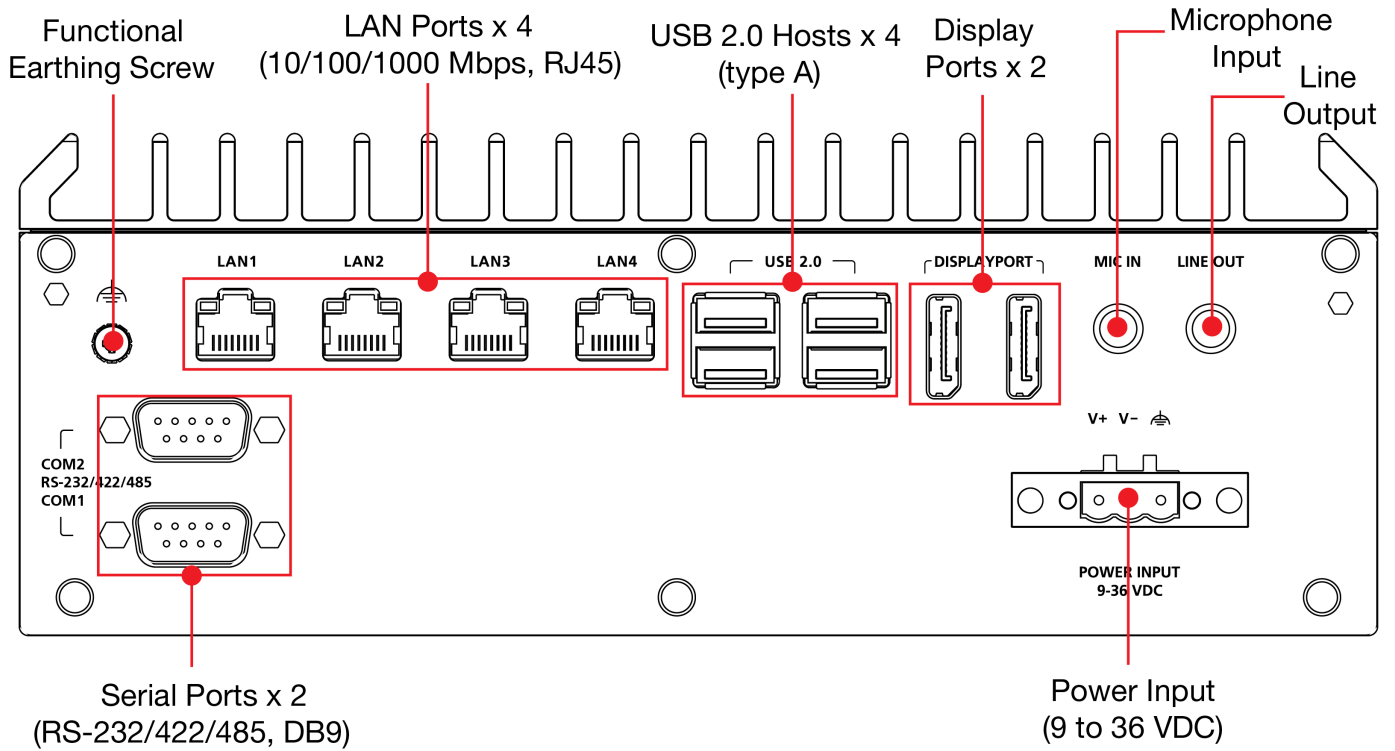 Functional
Earthing Screw
LAN Ports x 4
(10/100/1000 Mbps, RJ45)
USB 2.0 Hosts x 4
(type A)
Display
Ports x 2
Microphone
Input
Line
Output
LAN1
LAN2
LAN3
LAN4
USB 2.0
DISPLAYPORT
MIC IN
LINE OUT
V+ V-
COM2
RS-232/422/485
COM1
POWER INPUT
9-36 VDC
Serial Ports x 2
(RS-232/422/485, DB9)
Power Input
(9 to 36 VDC)